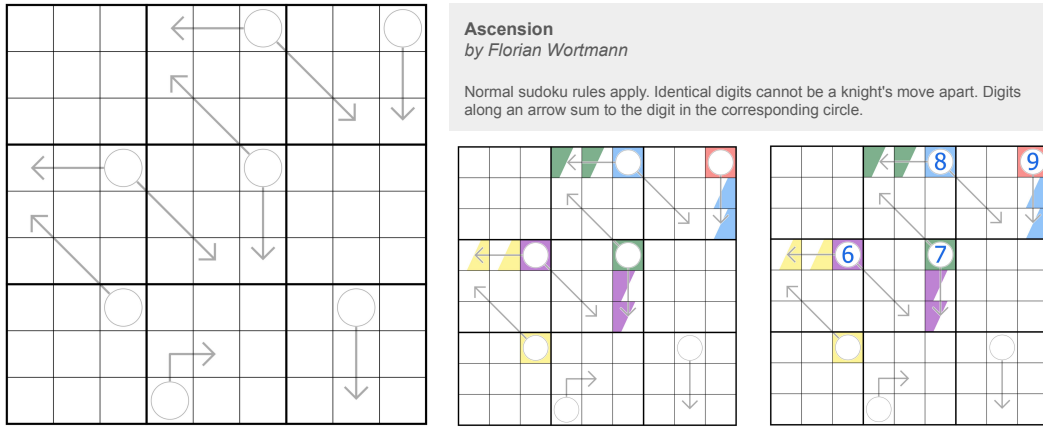 Ascension
by Florian Wortmann
Normal sudoku rules apply. Identical digits cannot be a knight's move apart. Digits
along an arrow sum to the digit in the corresponding circle.
8
9
6
7